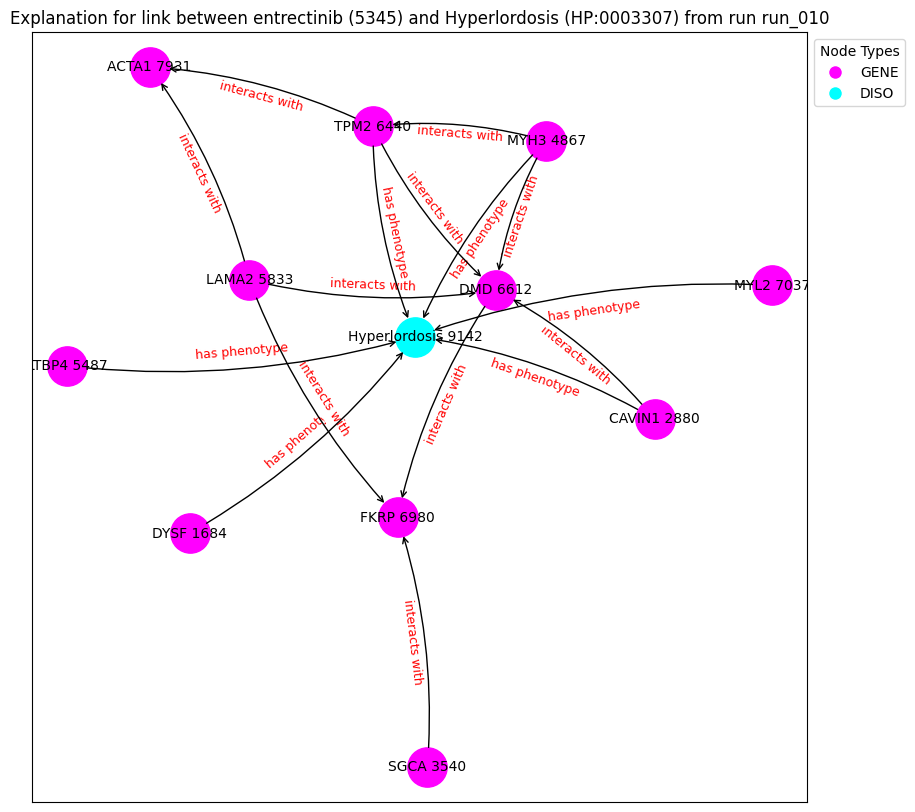 Explanation for link between entrectinib (5345) and Hyperlordosis (HP:0003307) from run run_010
Node Types
GENE
DISO
ACTA1 7931
interacts with
TPM2 6440
interacts with
MYH3 4867
interacts with
interacts with
has phenotype
has phenotype
interacts with
LAMA2 5833
interacts with
DMD 6612
MYL2 7037
has phenotype
Hyperlordosis 9142
has phenotype
TBP4 5487
interacts with
has phenotype
interacts with
interacts with
has phenoty
CAVIN1 2880
FKRP 6980
DYSF 1684
interacts with
SGCA 3540